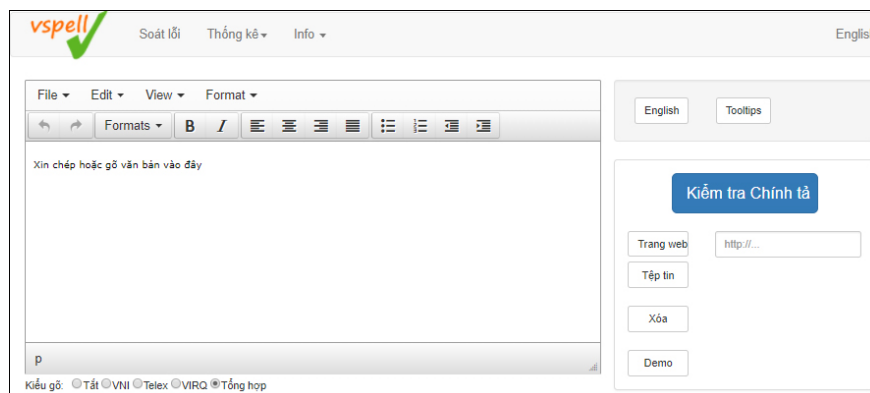 vspell
Soát lỗi Thống kê Info English
File Edit View Format
Formats B I
Xin chép hoặc gõ văn bản vào đây
p
Kiểu gõ: Tắt VNI Telex VIRQ Tổng hợp
English Tooltips
Kiểm tra Chính tả
Trang web http://...
Tệp tin
Xóa
Demo